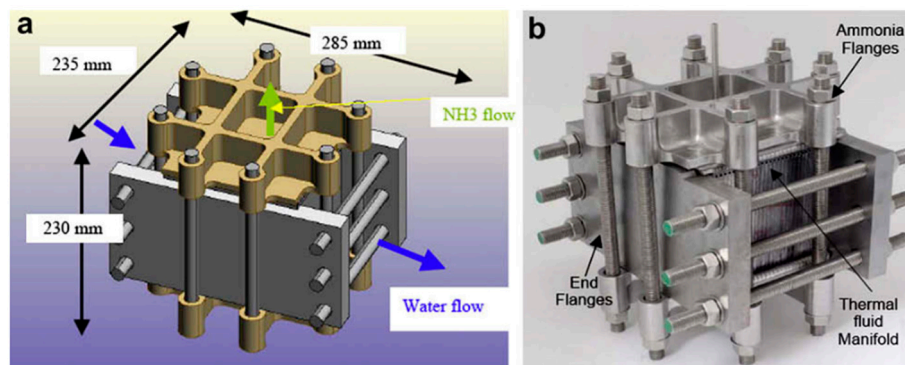 a
235 mm
285 mm
NH3 flow
230 mm
Water flow
b
Ammonia
Flanges
End
Flanges
Thermal
fluid
Manifold